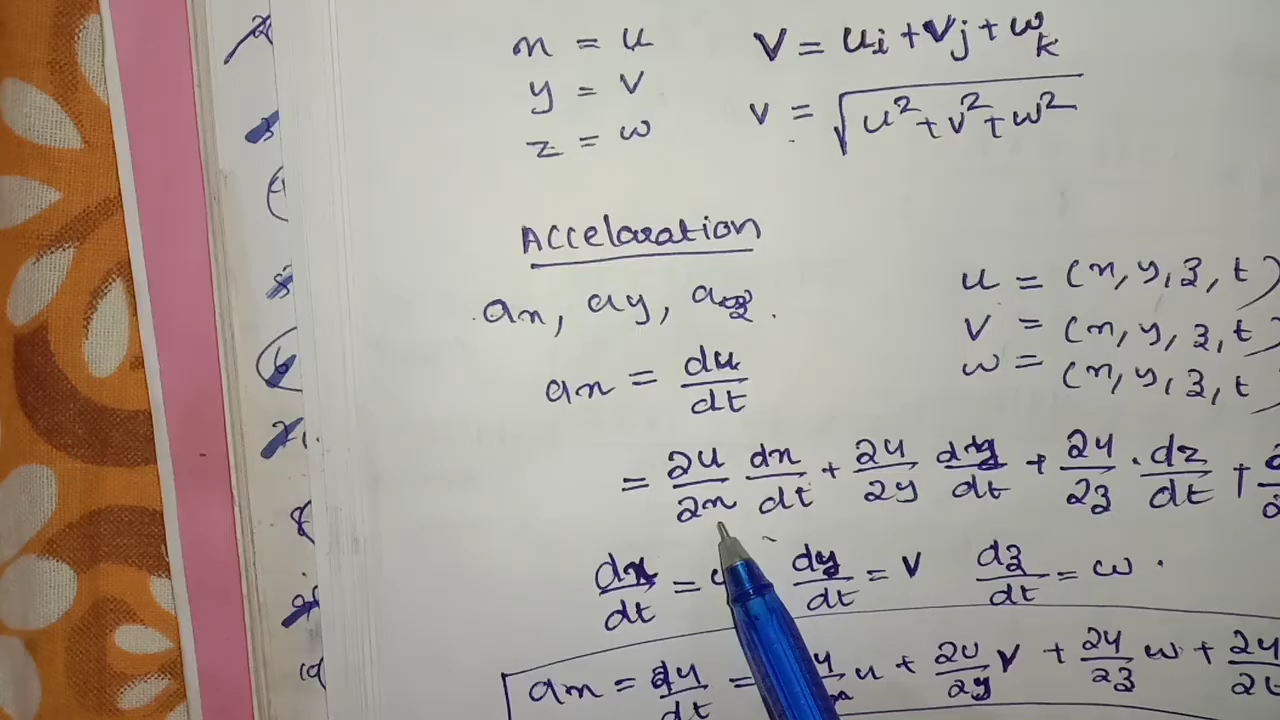 x = u    V = ui + vj + wk
y = v    v = √(u² + v² + w²)
z = w
Accelaration
ax, ay, az.
u = (x, y, z, t)
v = (x, y, z, t)
w = (x, y, z, t)
ax = du/dt
= ∂u/∂x dx/dt + ∂u/∂y dy/dt + ∂u/∂z . dz/dt +
dx/dt = u    dy/dt = v    dz/dt = w .
ax = du/dt = u + ∂u/∂y v + ∂u/∂z w + ∂u/∂t